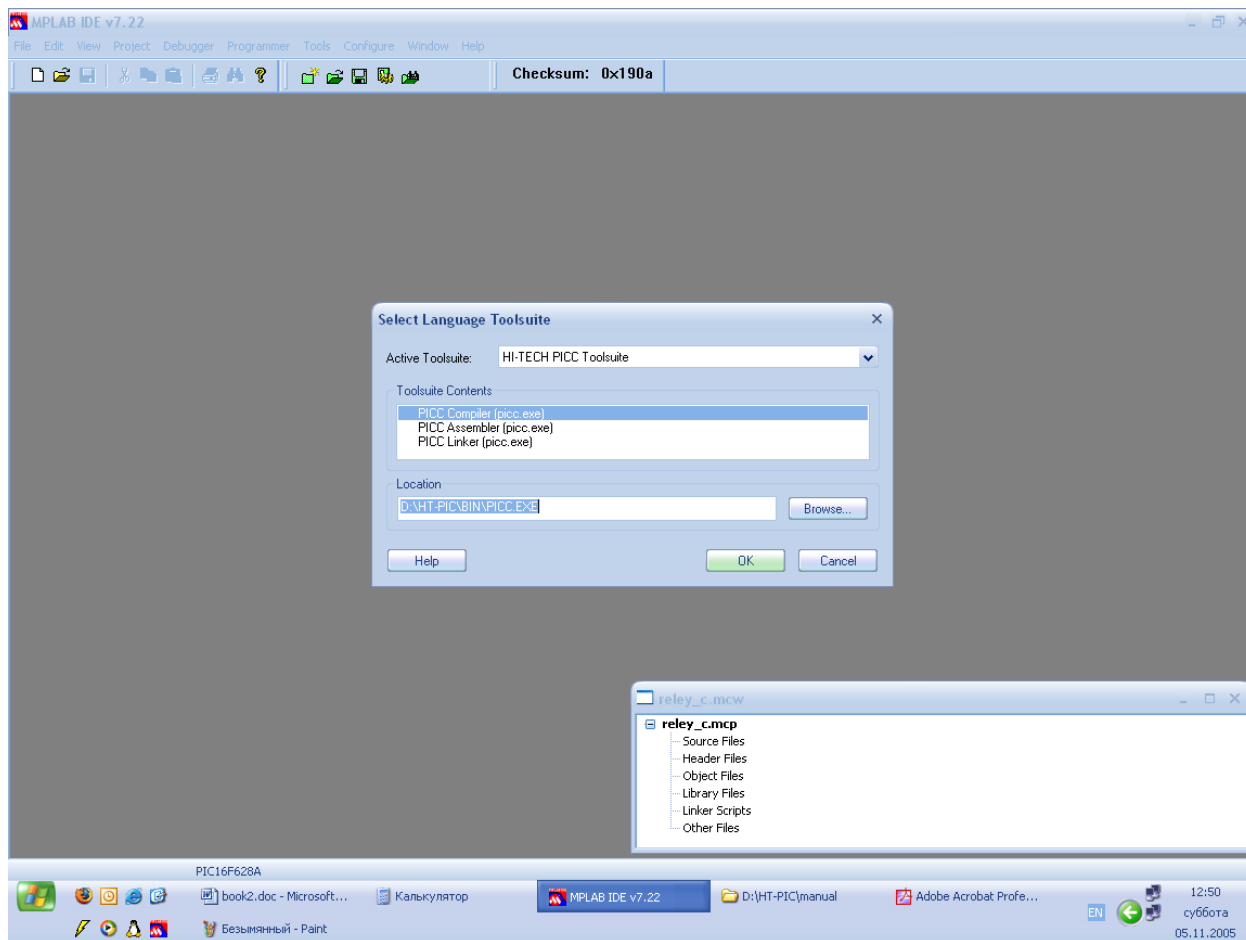 MPLAB IDE v7.22
File Edit View Project Debugger Programmer Tools Configure Window Help
Checksum: 0x190a
Select Language Toolsuite
Active Toolsuite: HI-TECH PICC Toolsuite
Toolsuite Contents
PICC Compiler (picc.exe)
PICC Assembler (picc.exe)
PICC Linker (picc.exe)
Location
D:\HT-PIC\BIN\PICC.EXE Browse...
Help OK Cancel
reley_c.mcw
reley_c.mcp
Source Files
Header Files
Object Files
Library Files
Linker Scripts
Other Files
PIC16F628A
book2.doc - Microsoft... Калькулятор MPLAB IDE v7.22 D:\HT-PIC\manual Adobe Acrobat Profe... 12:50
EN суббота
Безымянный - Paint 05.11.2005